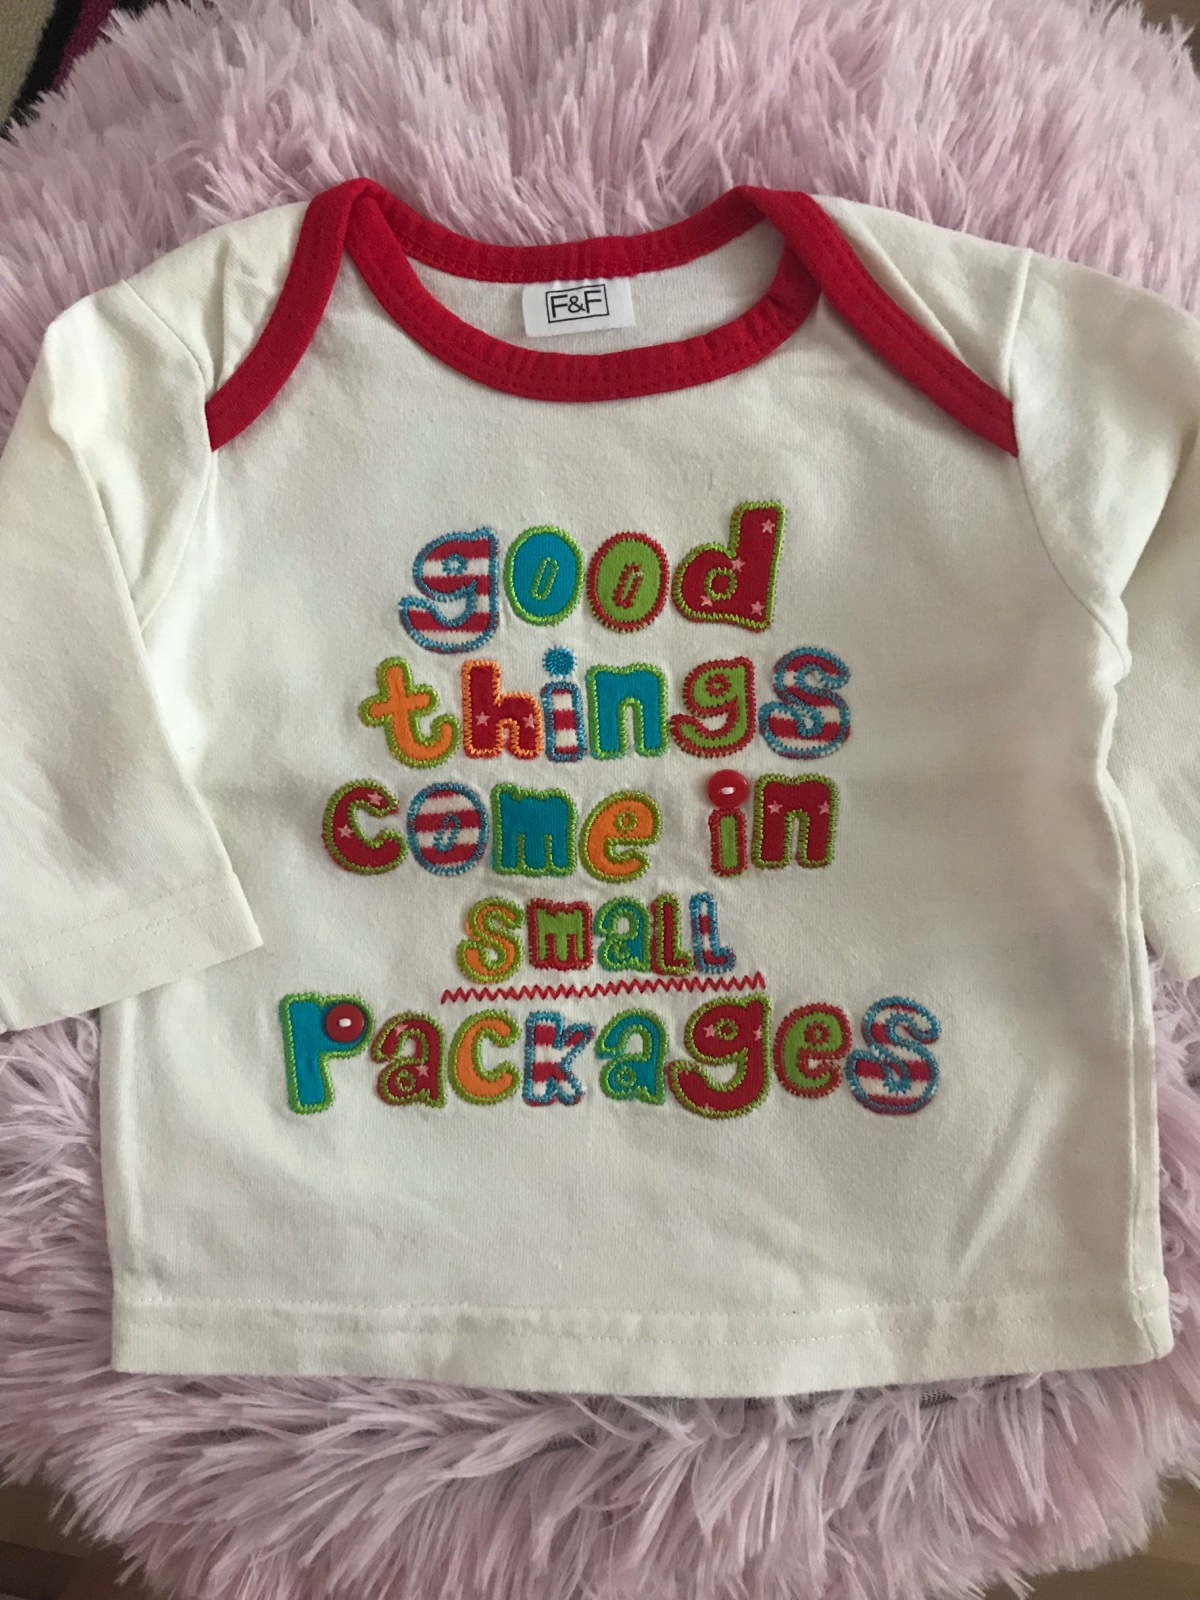 F&F
good
things
come in
small
Packages